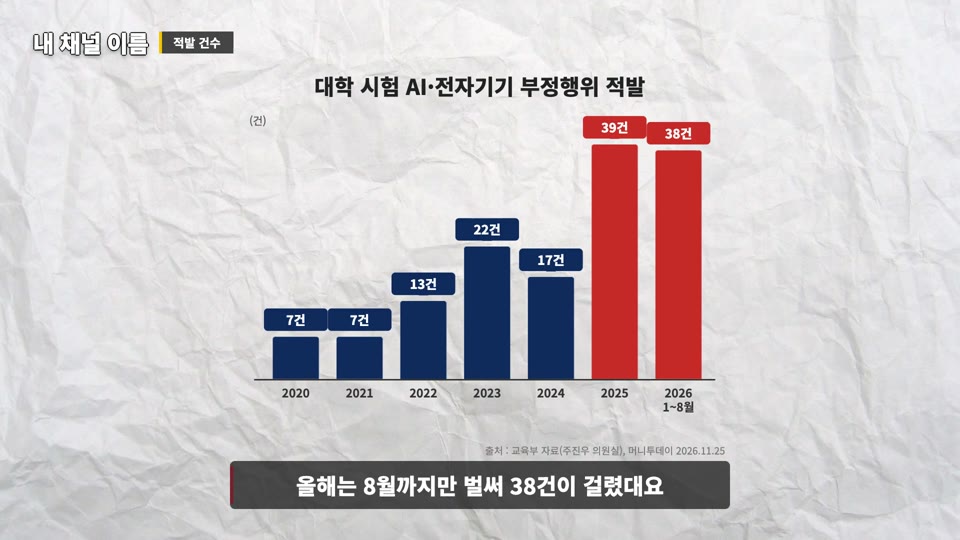 내 채널 이름
적발 건수
대학 시험 AI·전자기기 부정행위 적발
(건)
7건
7건
13건
22건
17건
39건
38건
2020
2021
2022
2023
2024
2025
2026
1~8월
출처 : 교육부 자료(주진우 의원실), 머니투데이 2026.11.25
올해는 8월까지만 벌써 38건이 걸렸대요